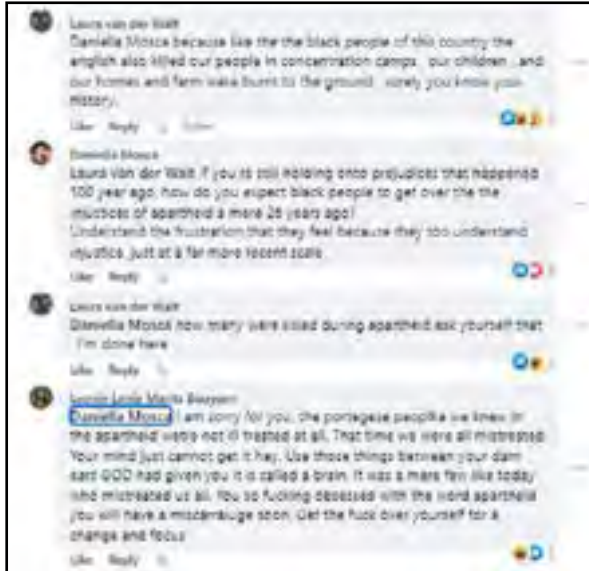 Laura van der Walt
Daniella Mosca because like the the black people of this country the
english also killed our people in concentration camps our children and
our homes and farm were burnt to the ground surely you know your
history.
Like Reply
Daniella Mosca
Laura van der Walt if you is still holding onto prejudices that happened
100 year ago, how do you expect black people to get over the the
injustices of apartheid a mere 26 years ago?
Understand the frustration that they feel because they too understand
injustice, just at a far more recent scale
Like Reply
Laura van der Walt
Daniella Mosca how many were killed during apartheid ask yourself that
I'm done here
Like Reply
Daniella Mosca I am sorry for you, the portegese we knew in
the apartheid were not ill treated at all. That time we were all mistreated
Your mind just cannot get it hey. Use those things between your dam
ears GOD had given you it is called a brain. It was a mere few like today
who mistreated us all. You so fucking obsessed with the word apartheid
you will have a soon. Get the fuck over yourself for a
change and focus
Like Reply